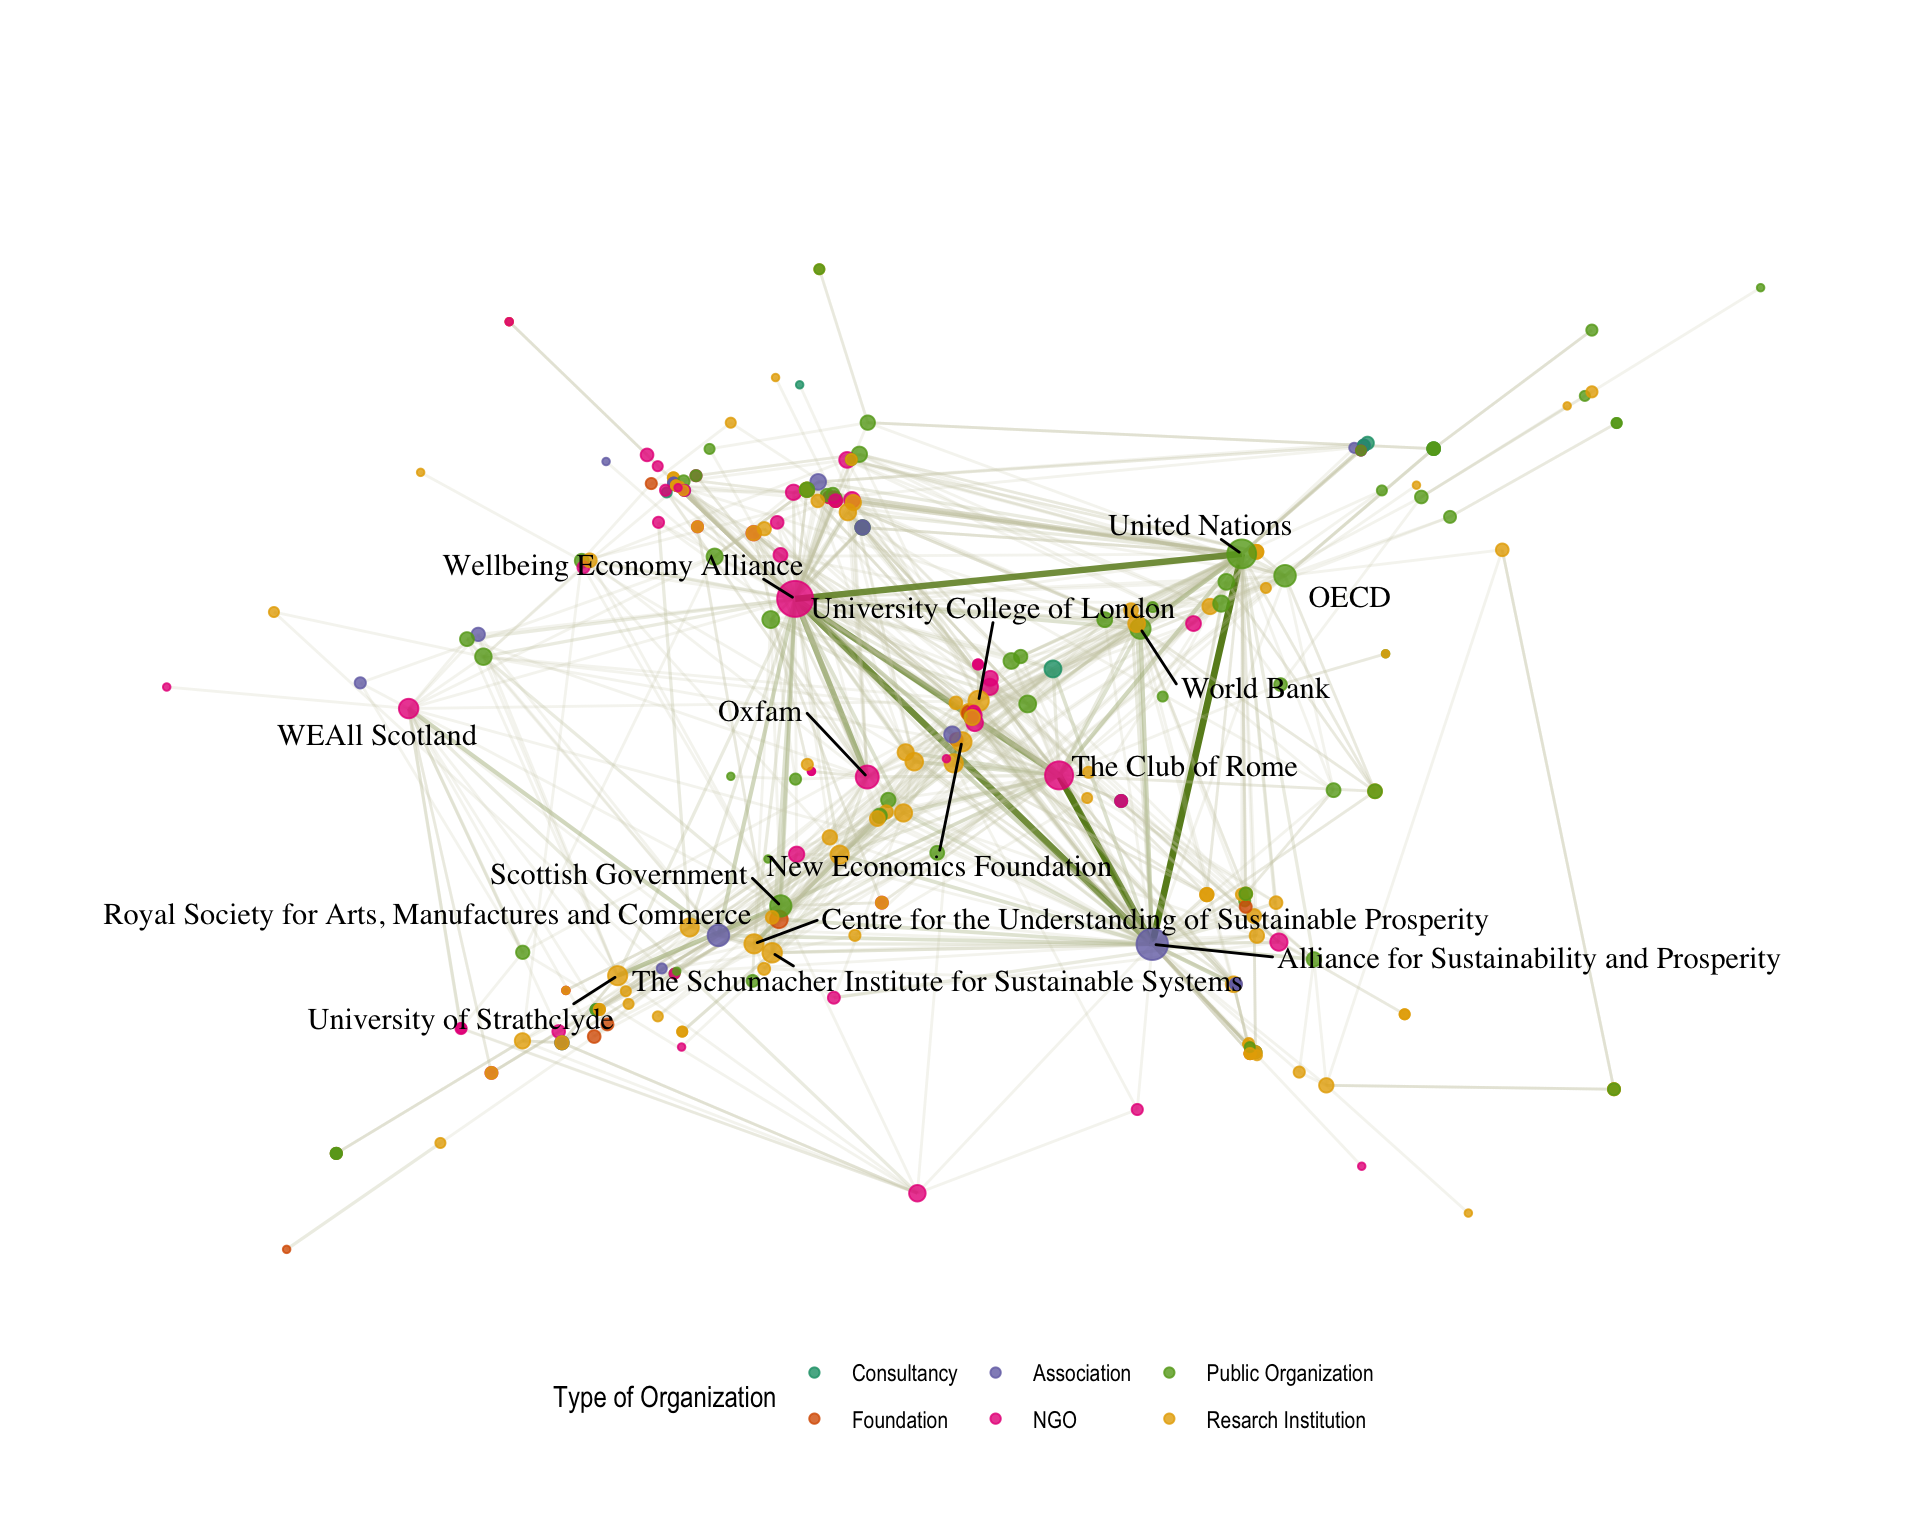 United Nations
Wellbeing Economy Alliance
OECD
University College of London
World Bank
Oxfam
WEAll Scotland
The Club of Rome
New Economics Foundation
Scottish Government
Royal Society for Arts, Manufactures and Commerce
Centre for the Understanding of Sustainable Prosperity
Alliance for Sustainability and Prosperity
The Schumacher Institute for Sustainable Systems
University of Strathclyde
Type of Organization
Consultancy
Association
Public Organization
Foundation
NGO
Resarch Institution